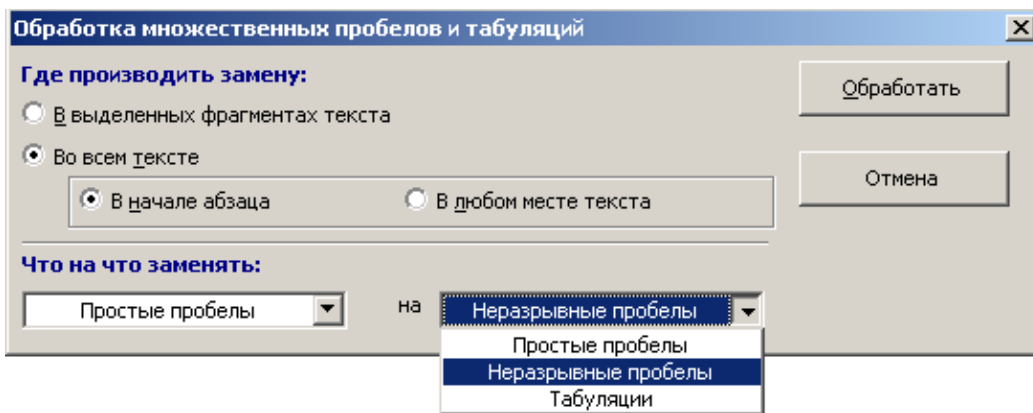 Обработка множественных пробелов и табуляций
Где производить замену:
В выделенных фрагментах текста
Во всем тексте
В начале абзаца В любом месте текста
Обработать
Отмена
Что на что заменять:
Простые пробелы на Неразрывные пробелы
Простые пробелы
Неразрывные пробелы
Табуляции